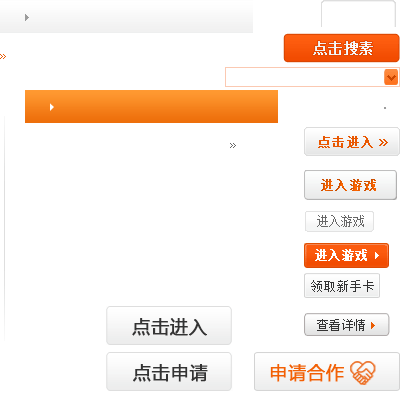 点击搜素
»
»
点击进入 »
进入游戏
进入游戏
进入游戏
领取新手卡
点击进入
查看详情
点击申请
申请合作